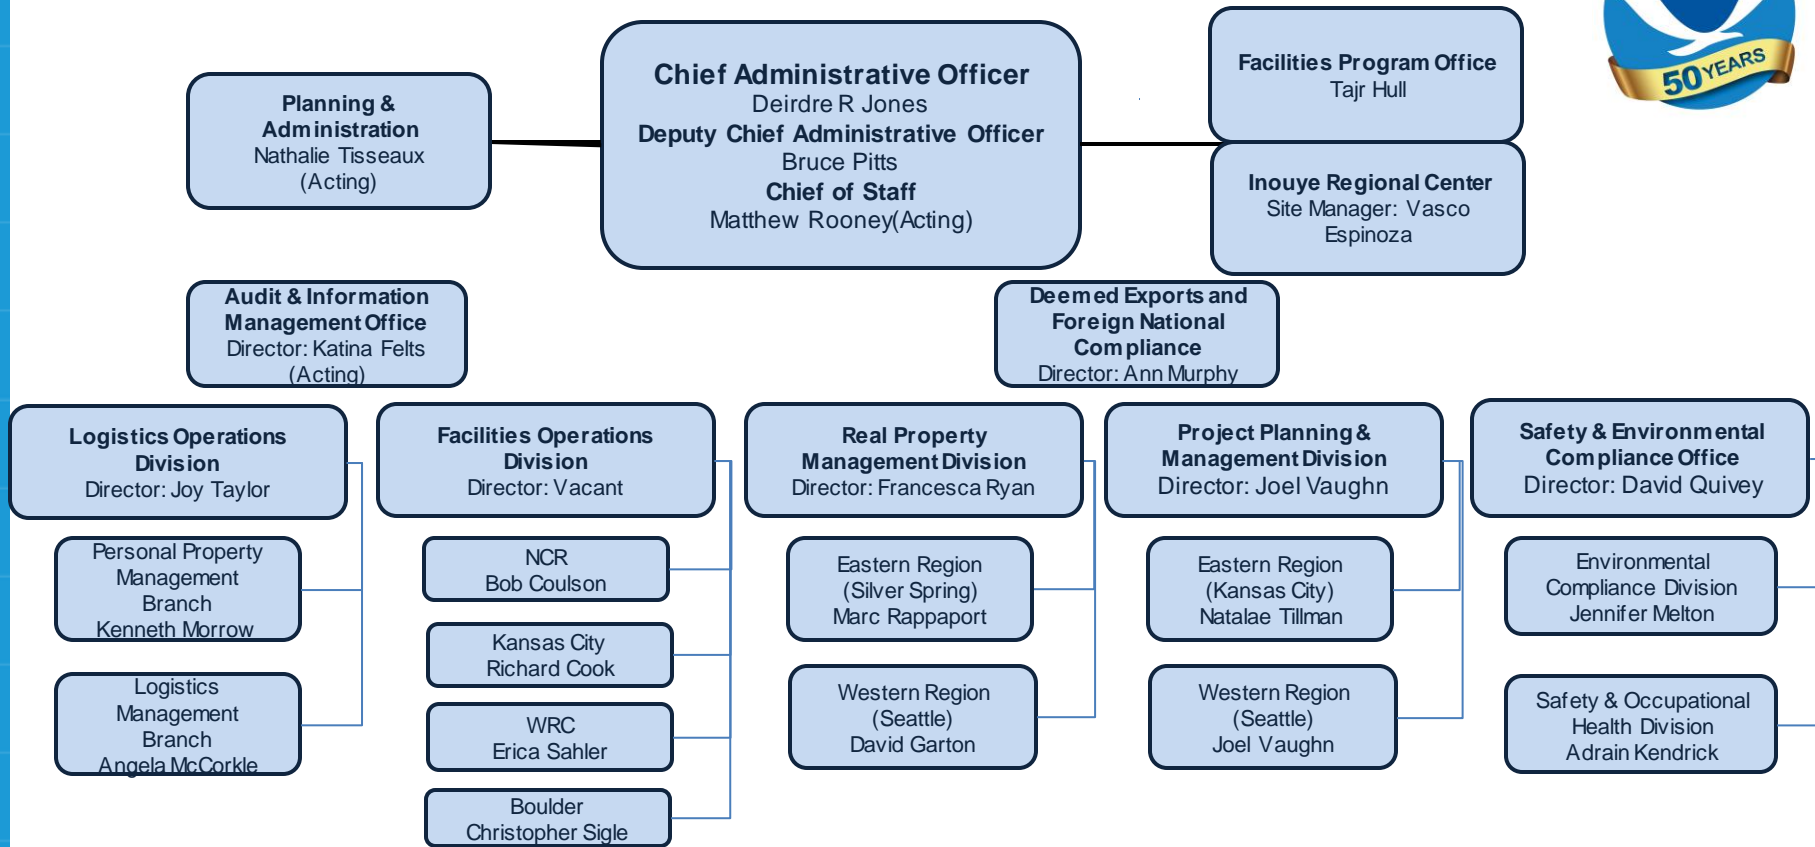 50 YEARS
Planning &
Administration
Nathalie Tisseaux
(Acting)
Chief Administrative Officer
Deirdre R Jones
Deputy Chief Administrative Officer
Bruce Pitts
Chief of Staff
Matthew Rooney(Acting)
Facilities Program Office
Tajr Hull
Inouye Regional Center
Site Manager: Vasco
Espinoza
Audit & Information
Management Office
Director: Katina Felts
(Acting)
Deemed Exports and
Foreign National
Compliance
Director: Ann Murphy
Logistics Operations
Division
Director: Joy Taylor
Personal Property
Management
Branch
Kenneth Morrow
Logistics
Management
Branch
Angela McCorkle
Facilities Operations
Division
Director: Vacant
NCR
Bob Coulson
Kansas City
Richard Cook
WRC
Erica Sahler
Boulder
Christopher Sigle
Real Property
Management Division
Director: Francesca Ryan
Eastern Region
(Silver Spring)
Marc Rappaport
Western Region
(Seattle)
David Garton
Project Planning &
Management Division
Director: Joel Vaughn
Eastern Region
(Kansas City)
Natalae Tillman
Western Region
(Seattle)
Joel Vaughn
Safety & Environmental
Compliance Office
Director: David Quivey
Environmental
Compliance Division
Jennifer Melton
Safety & Occupational
Health Division
Adrain Kendrick